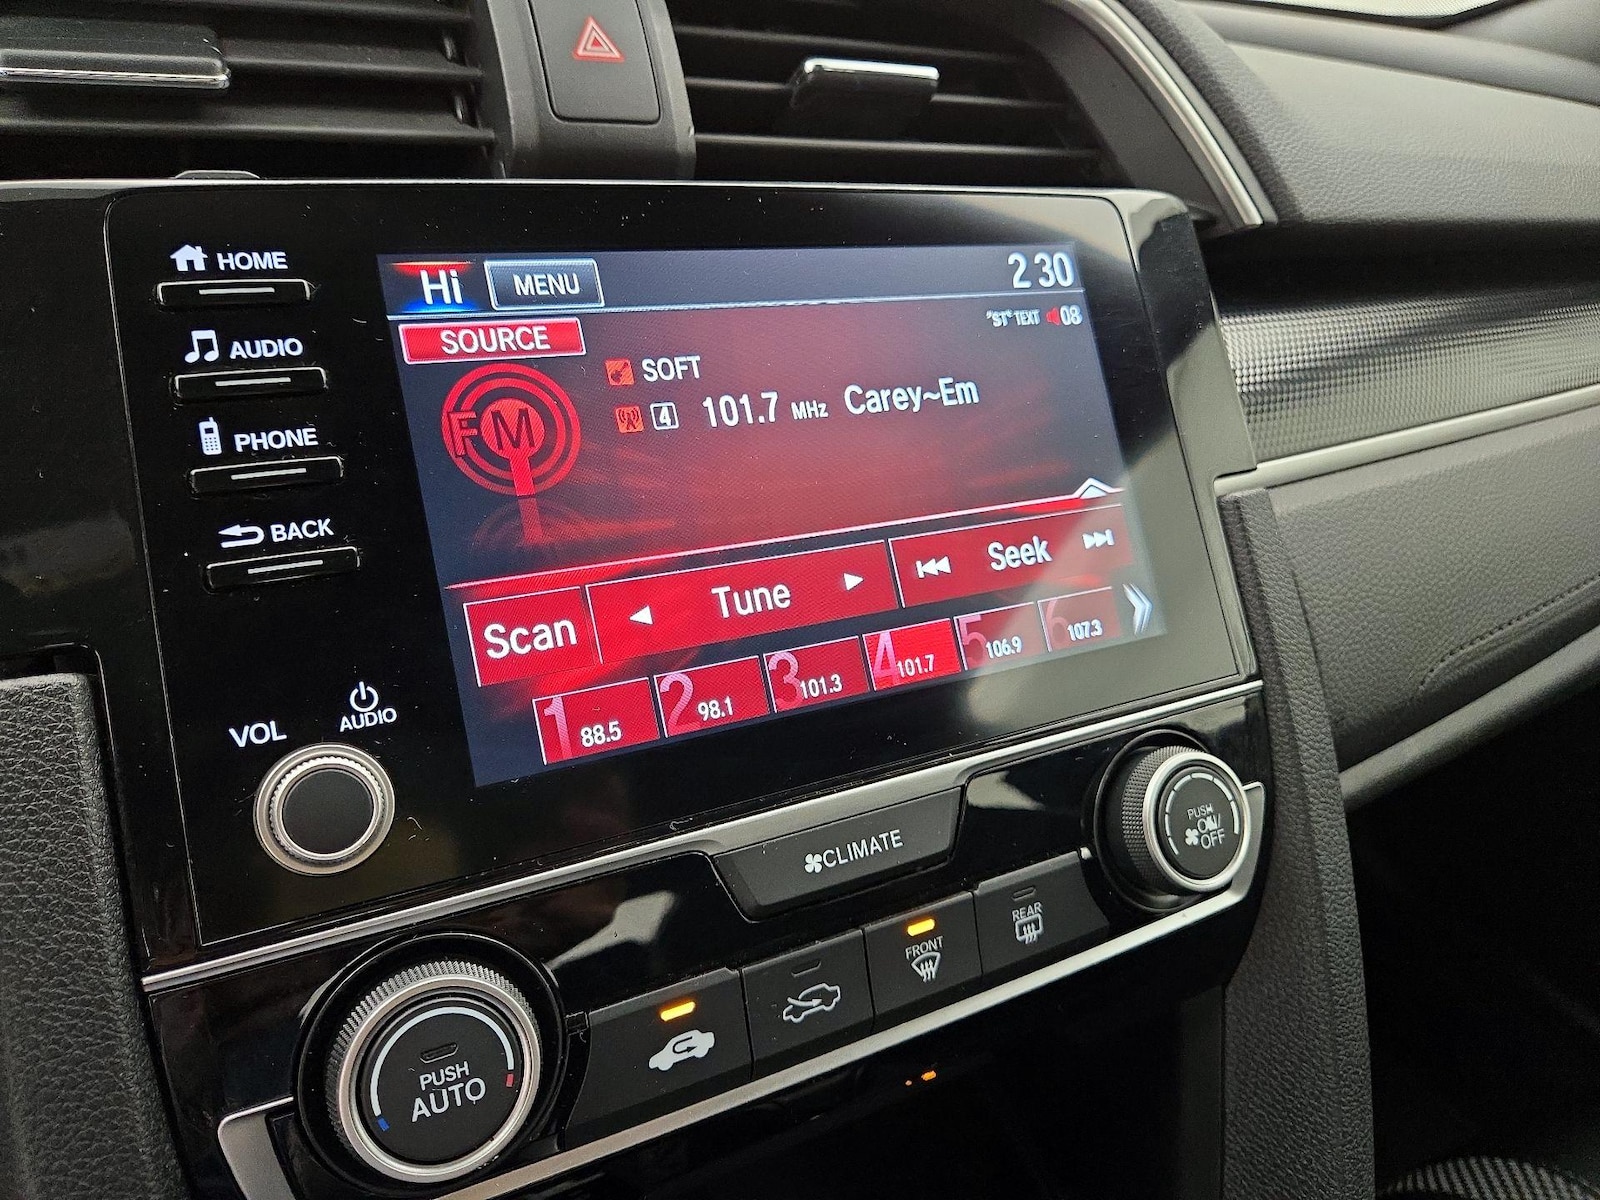 HOME
AUDIO
PHONE
BACK
VOL
AUDIO
Hi MENU 2 30
SOURCE
"ST" TEXT 08
FM
SOFT
4 101.7 MHz Carey~Em
Scan Tune Seek
1 88.5 2 98.1 3 101.3 4 101.7 5 106.9 6 107.3
CLIMATE
PUSH
ON/
OFF
FRONT
REAR
PUSH
AUTO